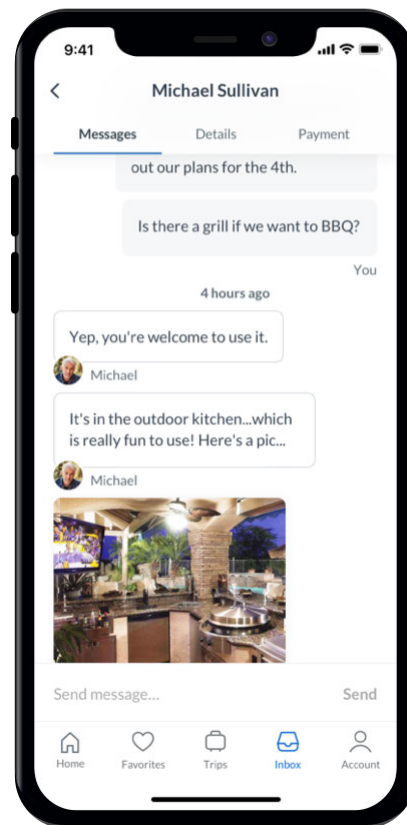 9:41
Michael Sullivan
Messages Details Payment
out our plans for the 4th.
Is there a grill if we want to BBQ?
You
4 hours ago
Yep, you're welcome to use it.
Michael
It's in the outdoor kitchen...which
is really fun to use! Here's a pic...
Michael
Send message... Send
Home Favorites Trips Inbox Account